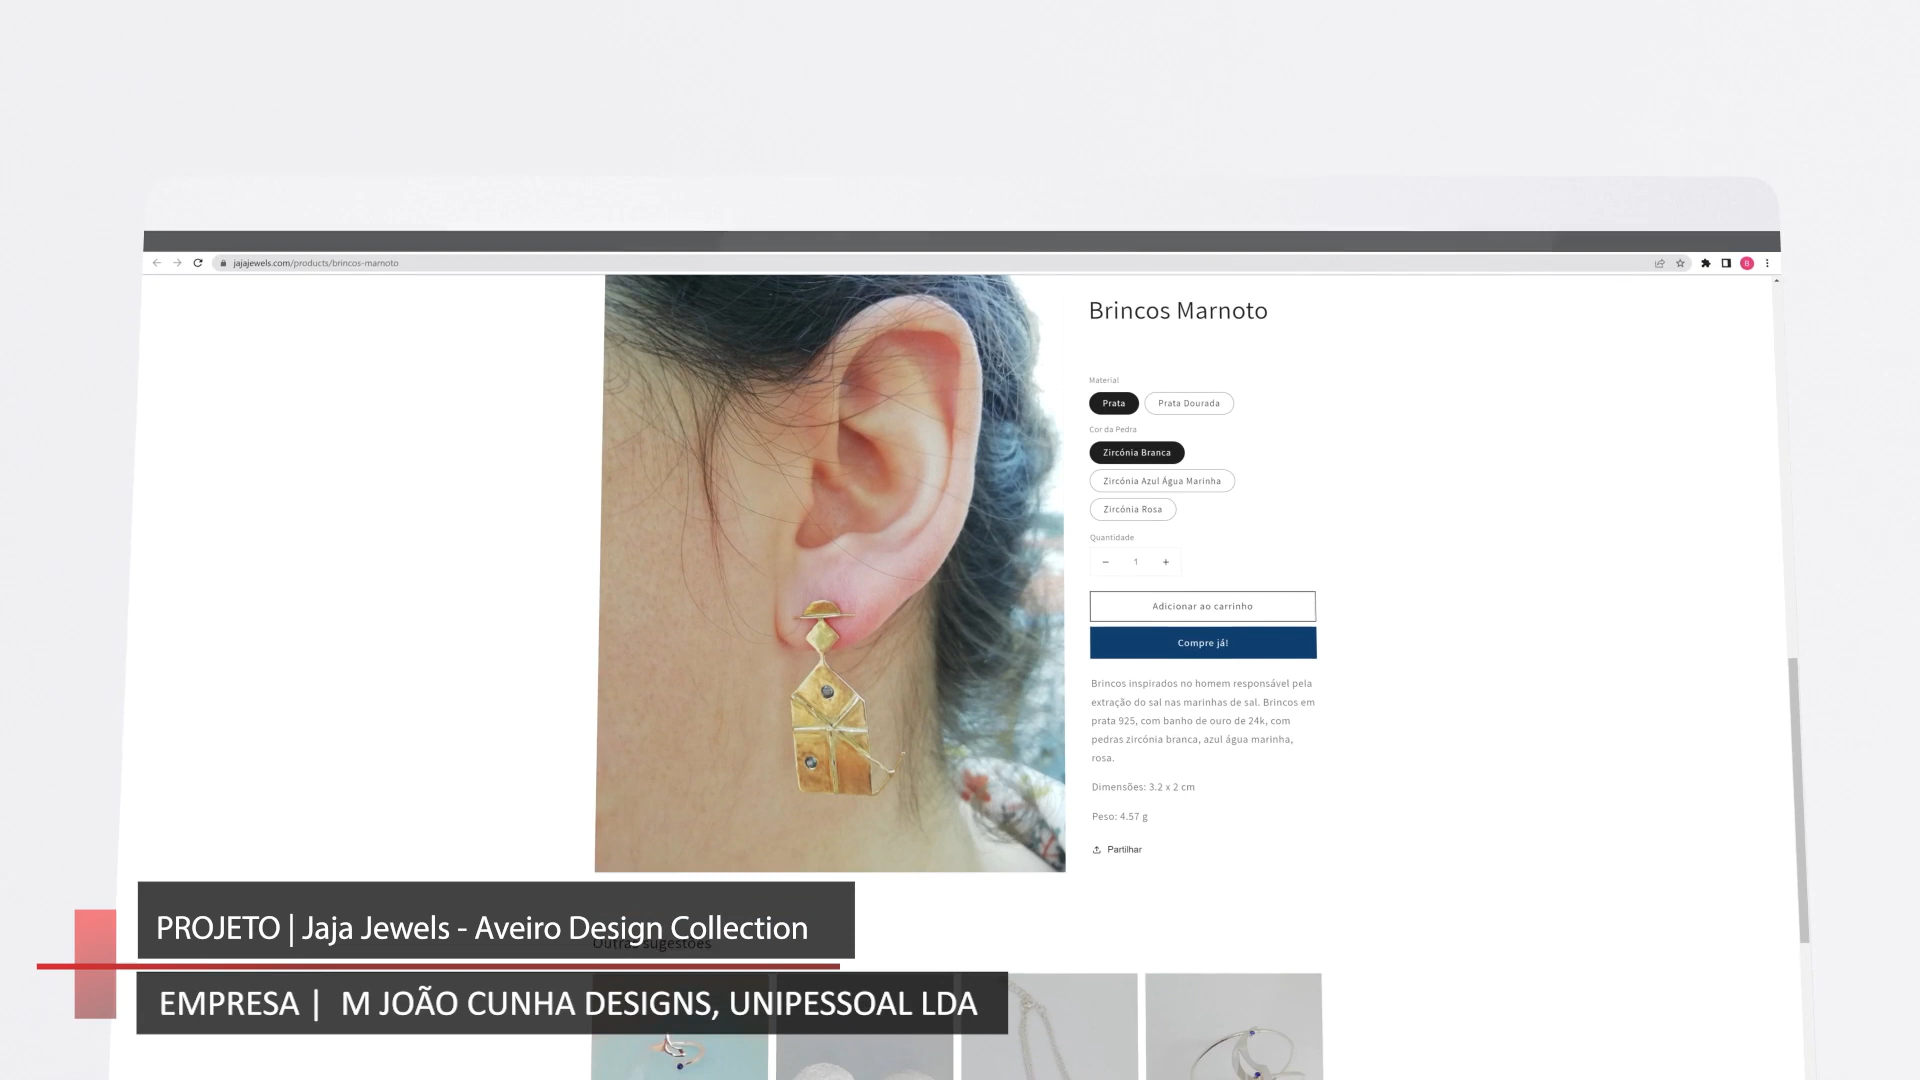 jajajewels.com/products/brincos-marnoto
B
Brincos Marnoto
Material
Prata
Prata Dourada
Cor da Pedra
Zircónia Branca
Zircónia Azul Água Marinha
Zircónia Rosa
Quantidade
− 1 +
Adicionar ao carrinho
Compre já!
Brincos inspirados no homem responsável pela
extração do sal nas marinhas de sal. Brincos em
prata 925, com banho de ouro de 24k, com
pedras zircónia branca, azul água marinha,
rosa.
Dimensões: 3.2 x 2 cm
Peso: 4.57 g
Partilhar
Outras sugestões
PROJETO | Jaja Jewels - Aveiro Design Collection
EMPRESA | M JOÃO CUNHA DESIGNS, UNIPESSOAL LDA